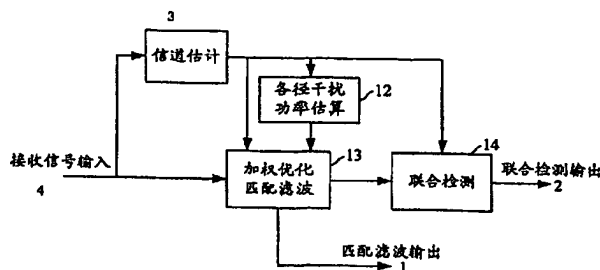 3
信道估计
各径干扰
功率估算
12
接收信号输入
4
加权优化
匹配滤波
13
联合检测
14
联合检测输出
2
匹配滤波输出
1